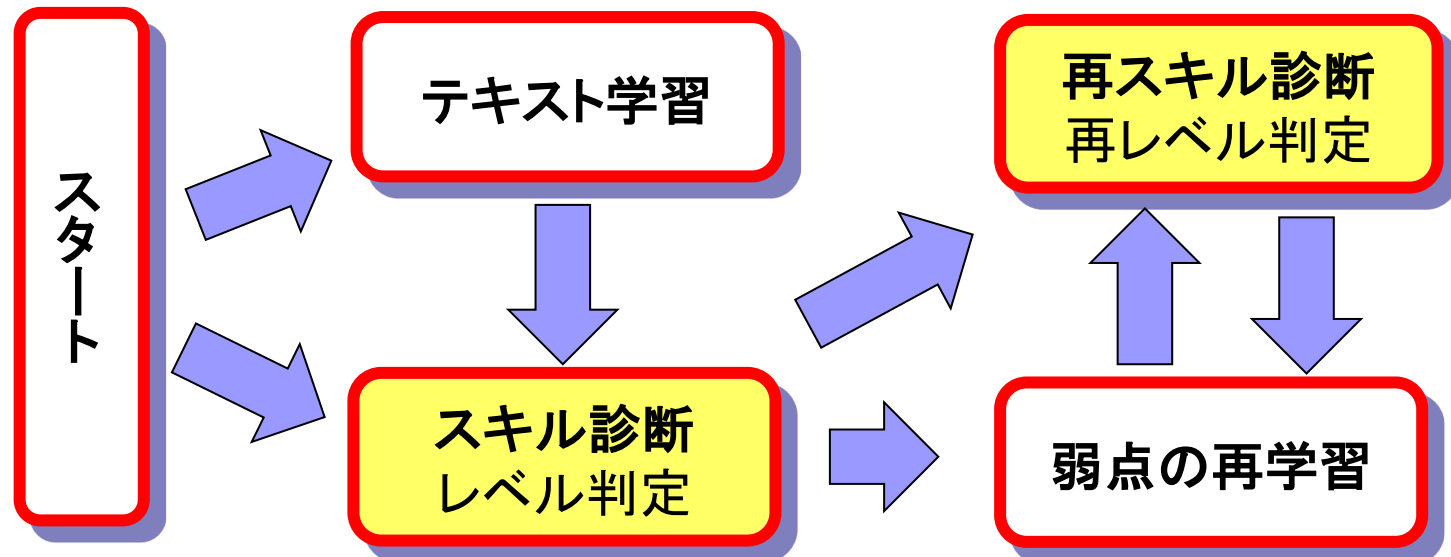 スタート
テキスト学習
スキル診断
レベル判定
再スキル診断
再レベル判定
弱点の再学習